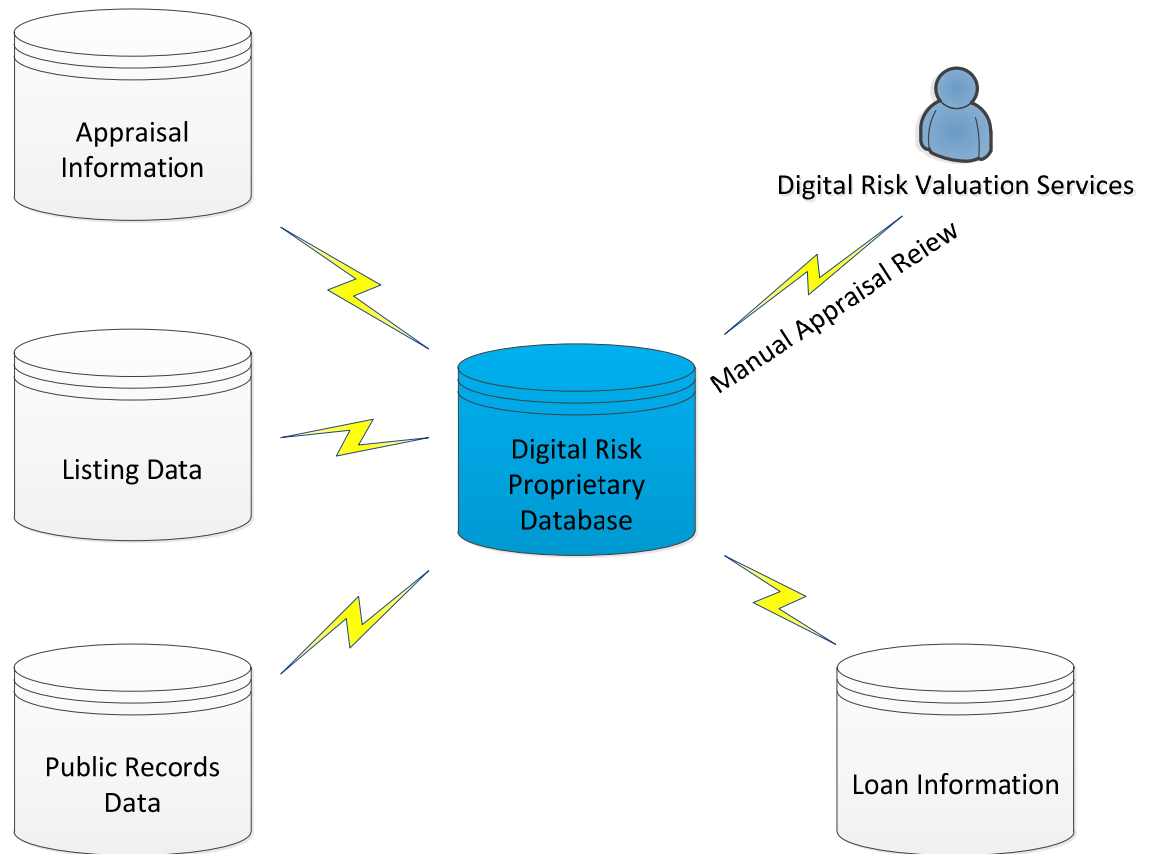 Appraisal
Information
Digital Risk Valuation Services
Manual Appraisal Reiew
Listing Data
Digital Risk
Proprietary
Database
Public Records
Data
Loan Information